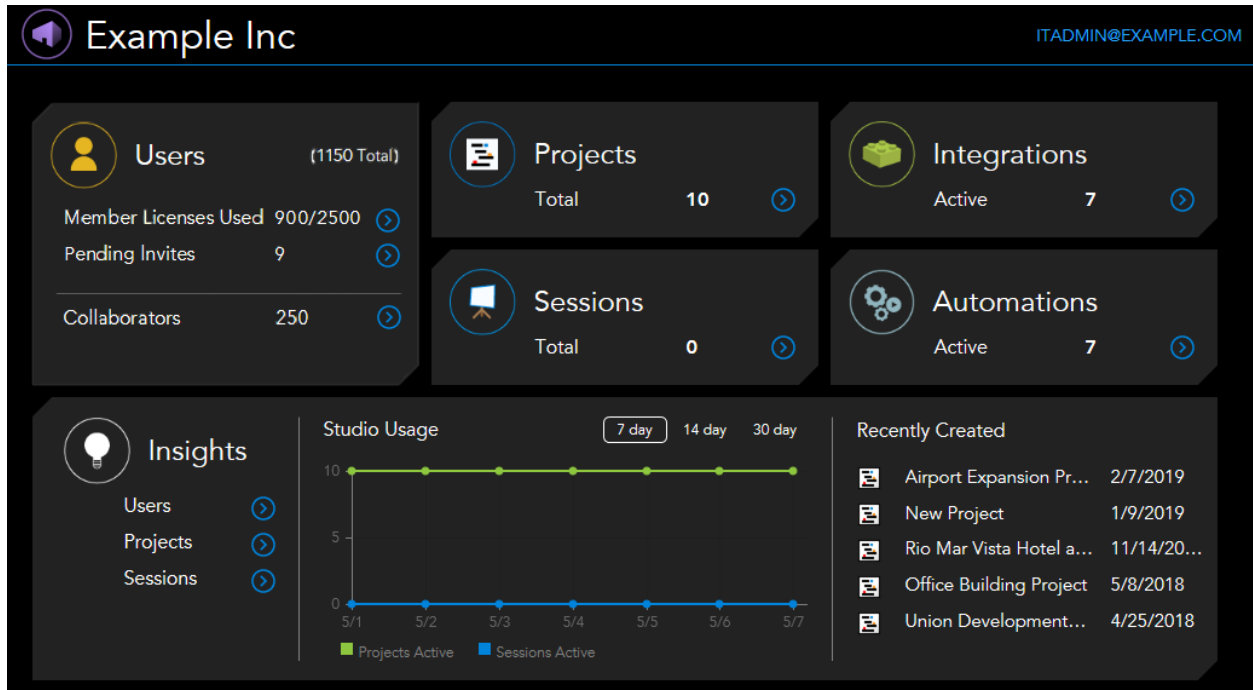 Example Inc
ITADMIN@EXAMPLE.COM
Users (1150 Total)
Member Licenses Used 900/2500
Pending Invites 9
Collaborators 250
Projects
Total 10
Integrations
Active 7
Sessions
Total 0
Automations
Active 7
Insights
Users
Projects
Sessions
Studio Usage 7 day 14 day 30 day
10
5
0
5/1 5/2 5/3 5/4 5/5 5/6 5/7
Projects Active Sessions Active
Recently Created
Airport Expansion Pr... 2/7/2019
New Project 1/9/2019
Rio Mar Vista Hotel a... 11/14/20...
Office Building Project 5/8/2018
Union Development... 4/25/2018